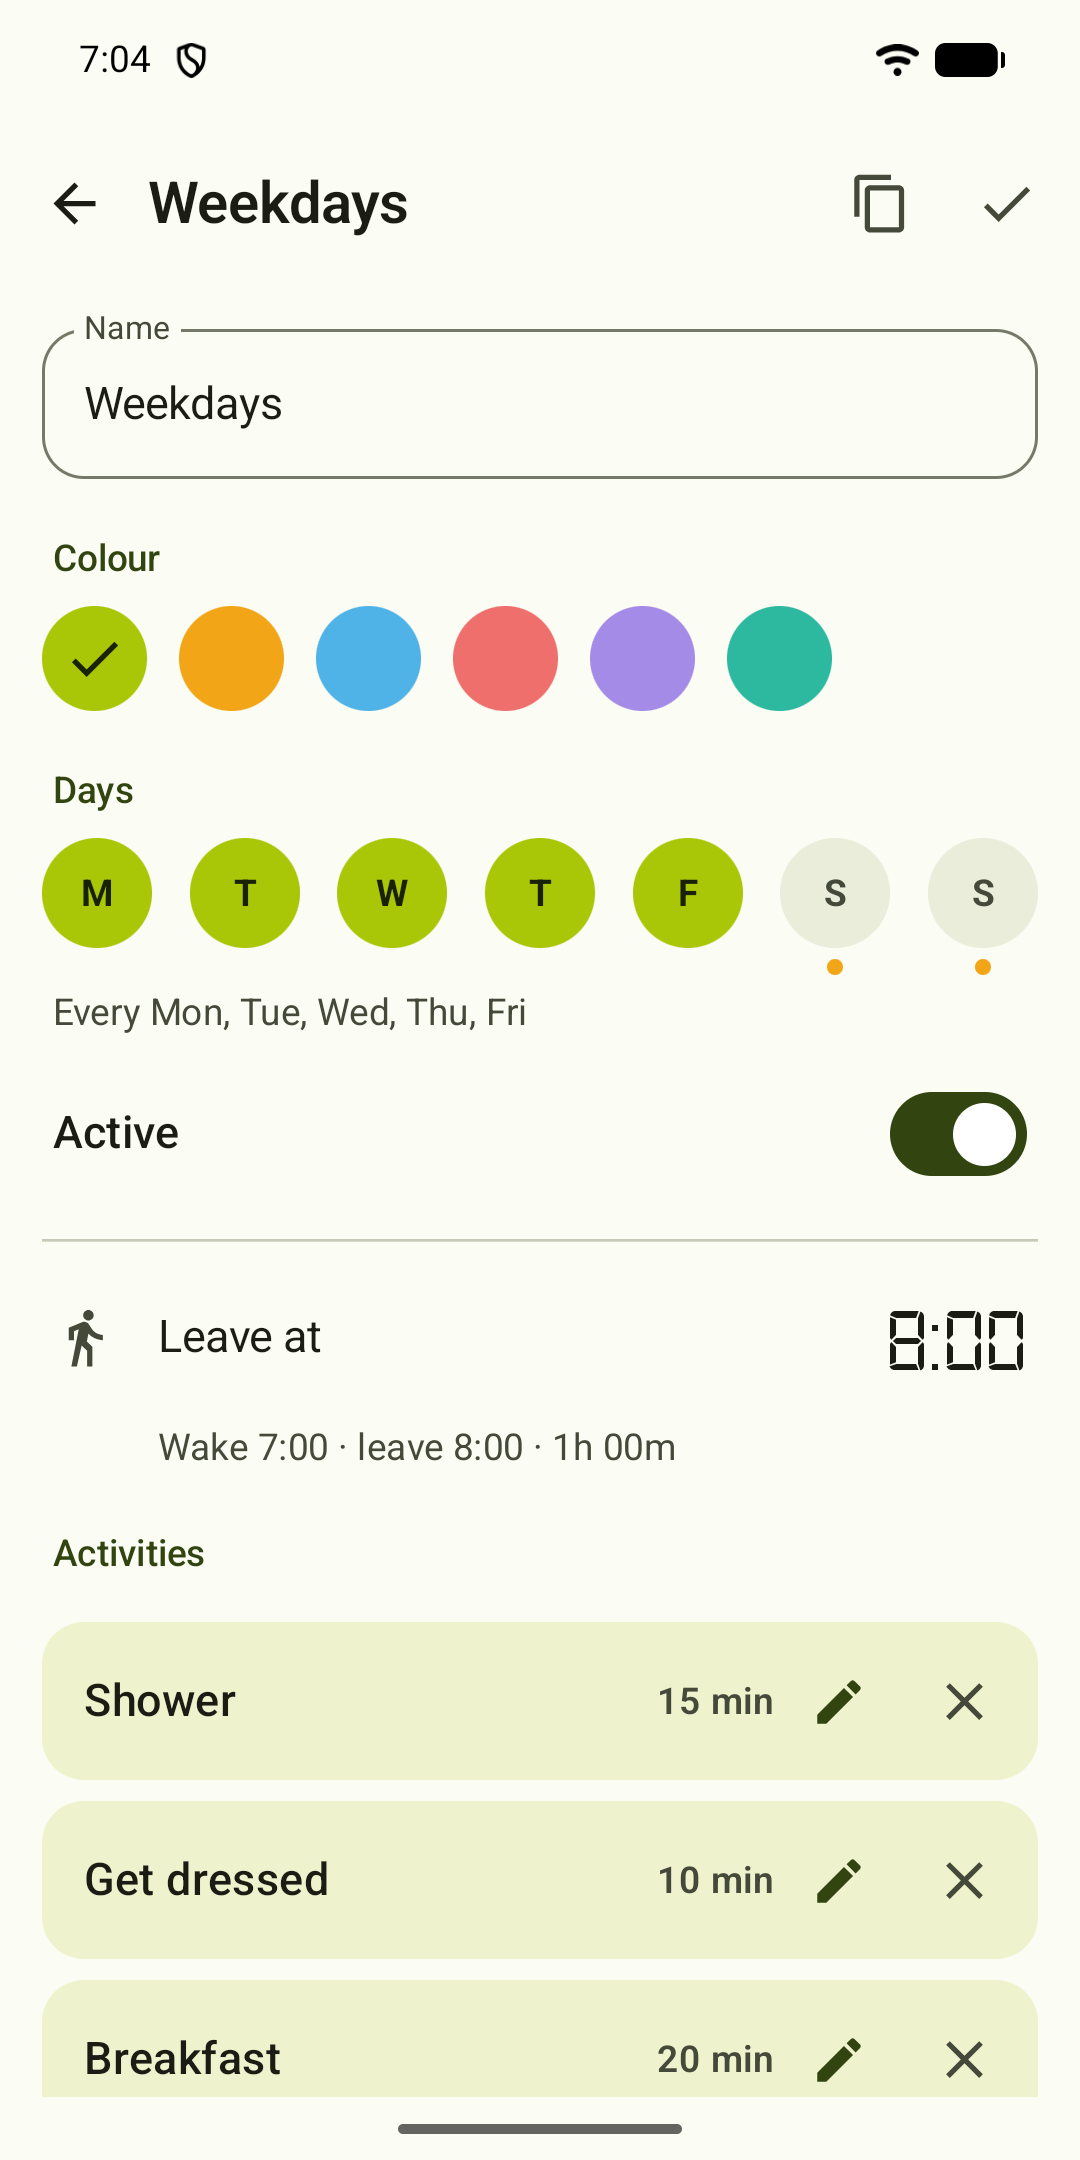 7:04
Weekdays
Name
Weekdays
Colour
Days
M T W T F S S
Every Mon, Tue, Wed, Thu, Fri
Active
Leave at 8:00
Wake 7:00 · leave 8:00 · 1h 00m
Activities
Shower 15 min
Get dressed 10 min
Breakfast 20 min